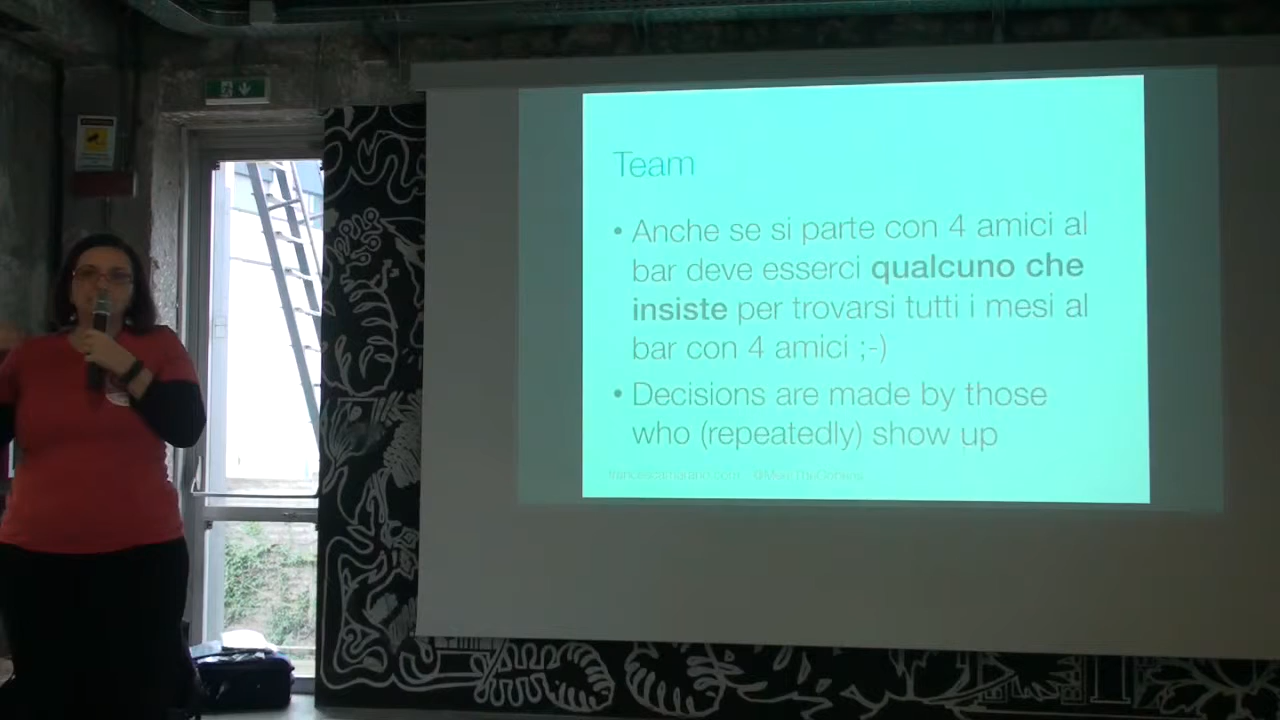 Team
• Anche se si parte con 4 amici al
bar deve esserci qualcuno che
insiste per trovarsi tutti i mesi al
bar con 4 amici ;-)
• Decisions are made by those
who (repeatedly) show up